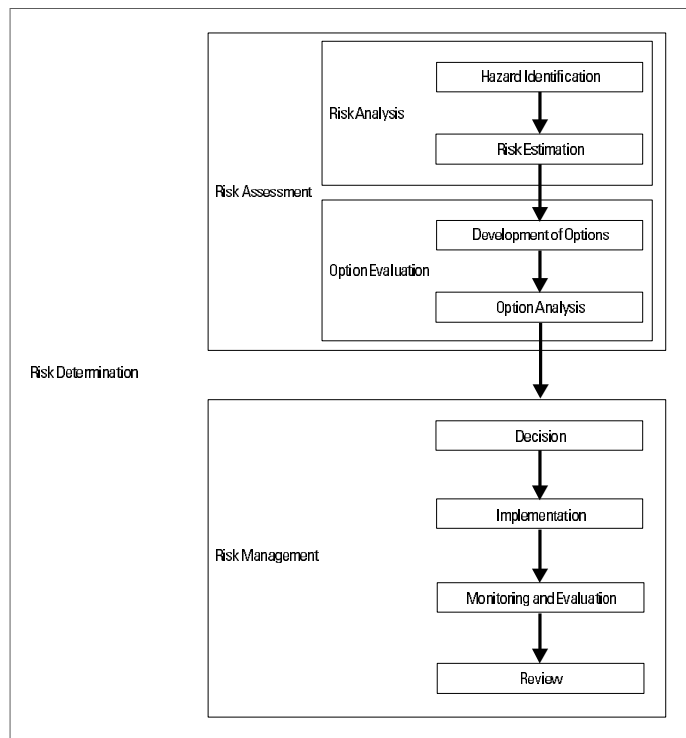 Hazard Identification
Risk Analysis
Risk Estimation
Risk Assessment
Development of Options
Option Evaluation
Option Analysis
Risk Determination
Decision
Implementation
Risk Management
Monitoring and Evaluation
Review